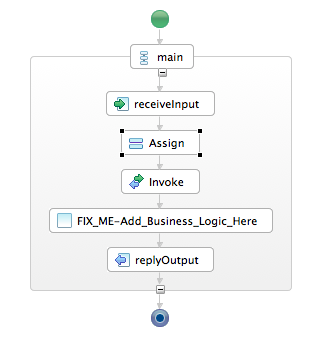 main
receiveInput
Assign
Invoke
FIX_ME-Add_Business_Logic_Here
replyOutput